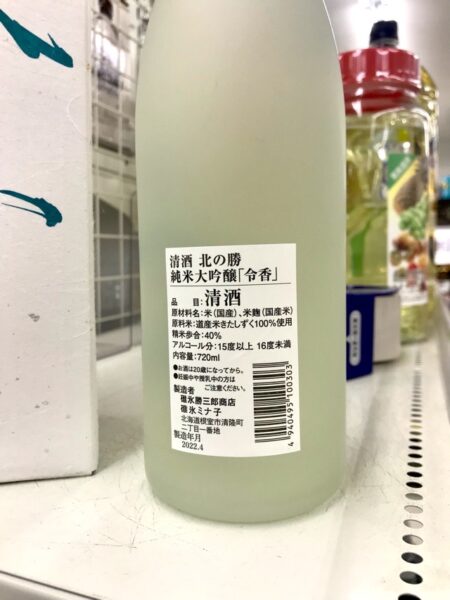 清酒 北の勝
純米大吟醸「令香」
品 目:清酒
原材料名:米(国産)、米麹(国産米)
原料米:道産米きたしずく100%使用
精米歩合:40%
アルコール分:15度以上 16度未満
内容量:720ml
●お酒は20歳になってから。
●妊娠中や授乳中の方は
ご注意ください。
製造者
碓氷勝三郎商店
碓氷ミナ子
北海道根室市清隆町
二丁目一番地
製造年月
2022.4
4940495100303